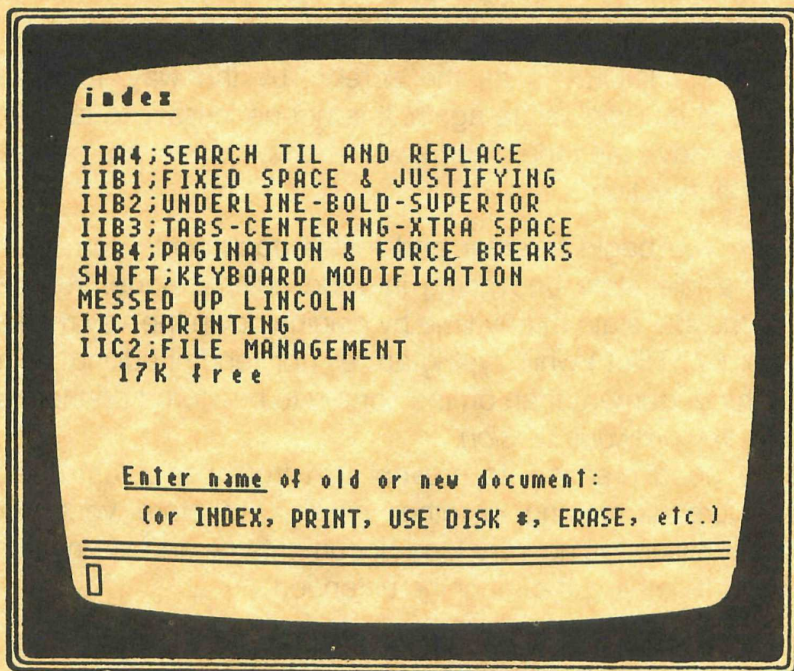 index
IIA4;SEARCH TIL AND REPLACE
IIB1;FIXED SPACE & JUSTIFYING
IIB2;UNDERLINE-BOLD-SUPERIOR
IIB3;TABS-CENTERING-XTRA SPACE
IIB4;PAGINATION & FORCE BREAKS
SHIFT;KEYBOARD MODIFICATION
MESSED UP LINCOLN
IIC1;PRINTING
IIC2;FILE MANAGEMENT
17K free
Enter name of old or new document:
(or INDEX, PRINT, USE DISK #, ERASE, etc.)